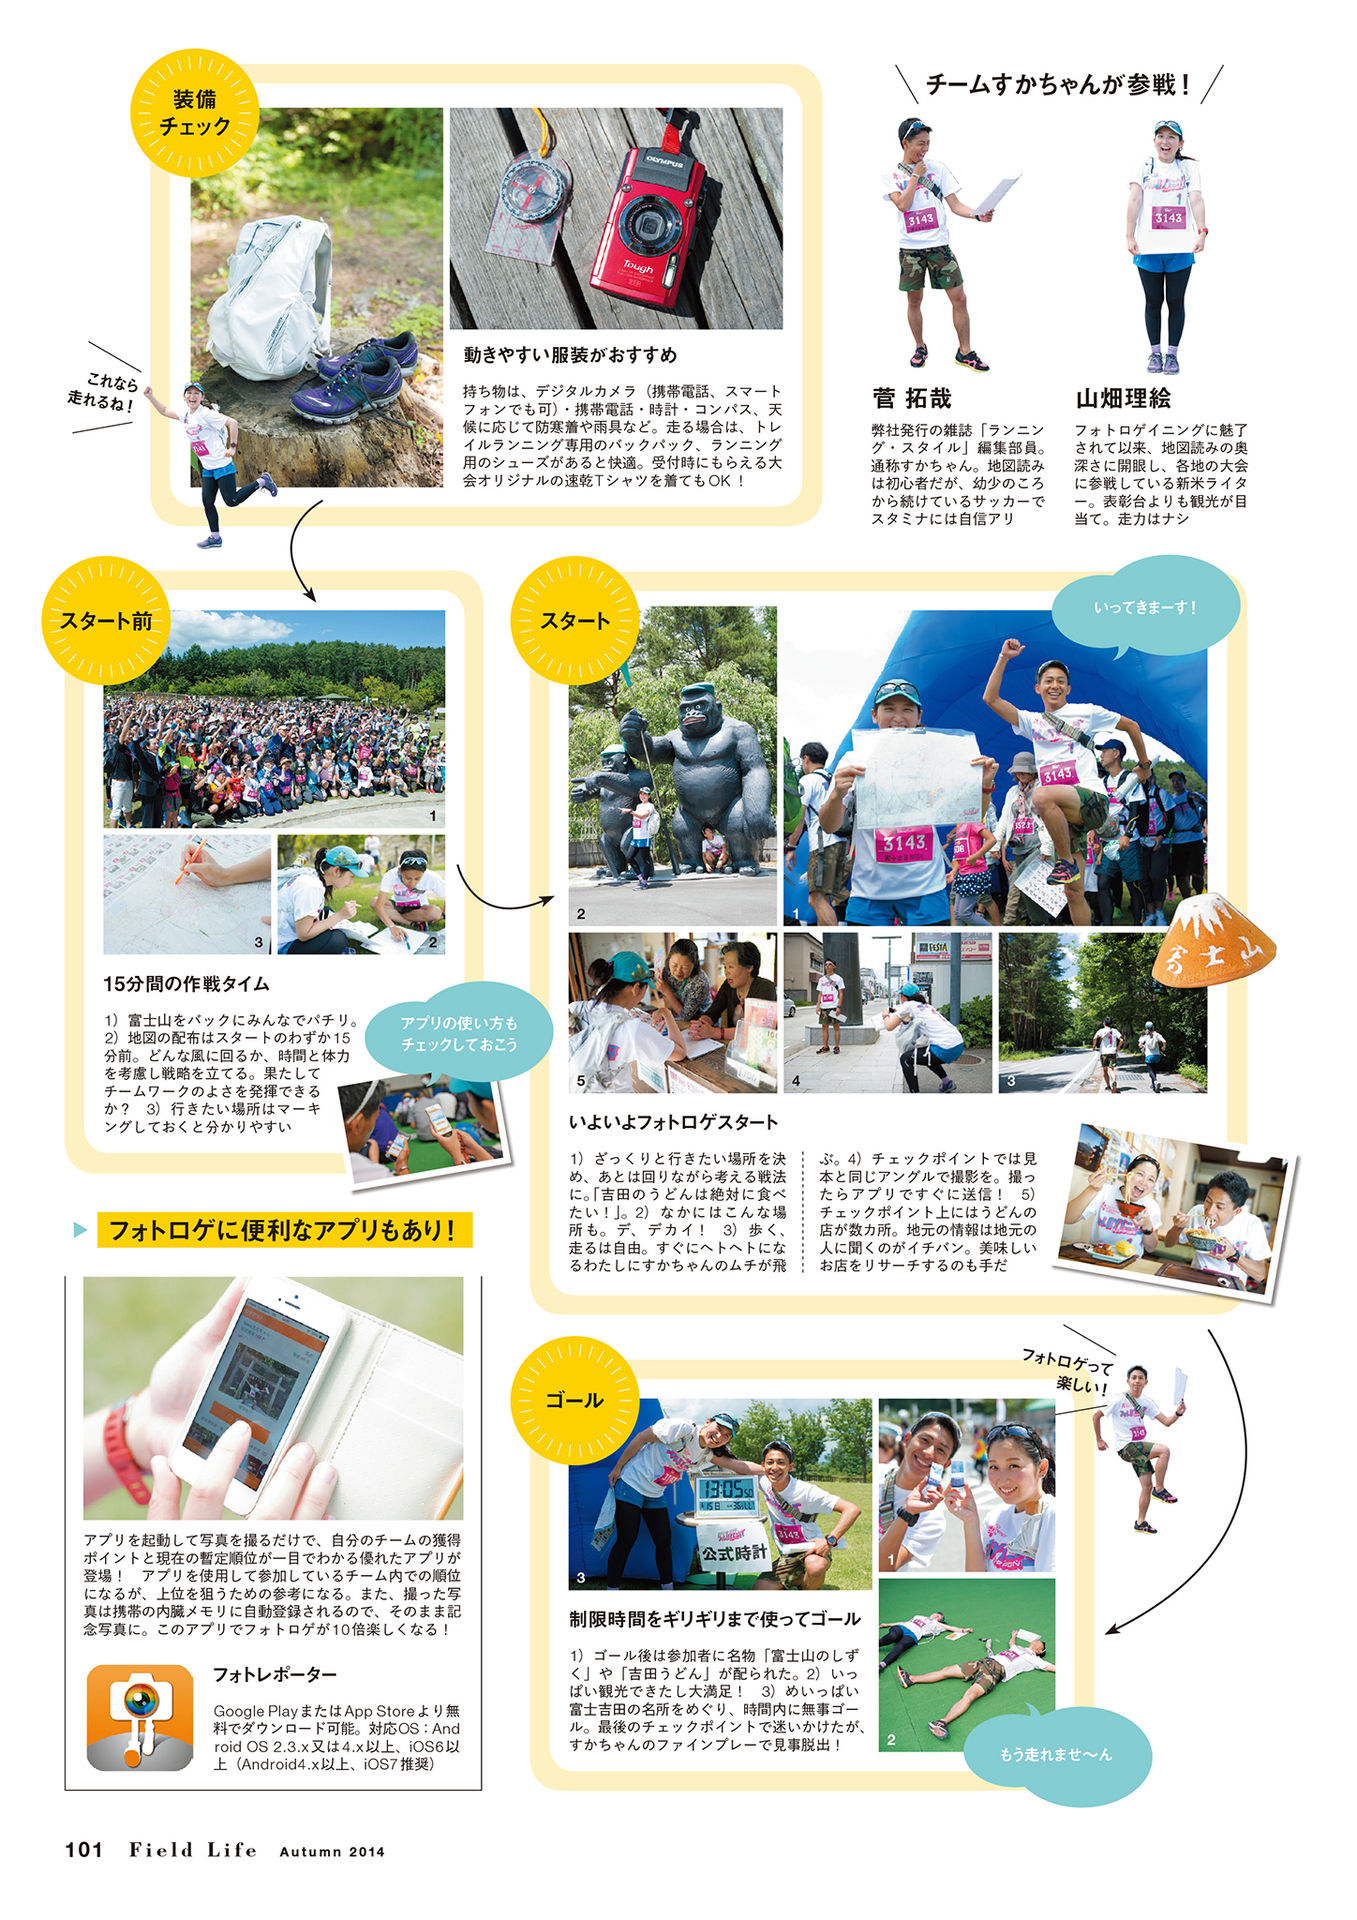 装備
チェック
OLYMPUS
Tough
動きやすい服装がおすすめ
持ち物は、デジタルカメラ（携帯電話、スマート
フォンでも可）・携帯電話・時計・コンパス、天
候に応じて防寒着や雨具など。走る場合は、トレ
イルランニング専用のバックパック、ランニング
用のシューズがあると快適。受付時にもらえる大
会オリジナルの速乾Tシャツを着てもOK！
これなら
走れるね！
チームすかちゃんが参戦！
3143
3143
菅 拓哉
弊社発行の雑誌「ランニン
グ・スタイル」編集部員。
通称すかちゃん。地図読み
は初心者だが、幼少のころ
から続けているサッカーで
スタミナには自信アリ
山畑理絵
フォトロゲイニングに魅了
されて以来、地図読みの奥
深さに開眼し、各地の大会
に参戦している新米ライタ
ー。表彰台よりも観光が目
当て。走力はナシ
スタート前
1
3
2
15分間の作戦タイム
1）富士山をバックにみんなでパチリ。
2）地図の配布はスタートのわずか15
分前。どんな風に回るか、時間と体力
を考慮し戦略を立てる。果たして
チームワークのよさを発揮できる
か？　3）行きたい場所はマーキ
ングしておくと分かりやすい
アプリの使い方も
チェックしておこう
スタート
いってきまーす！
2
3143
3143
1
富士山
5
FESTA
4
3
いよいよフォトロゲスタート
1）ざっくりと行きたい場所を決
め、あとは回りながら考える戦法
に。「吉田のうどんは絶対に食べ
たい！」。2）なかにはこんな場
所も。デ、デカイ！　3）歩く、
走るは自由。すぐにヘトヘトにな
るわたしにすかちゃんのムチが飛
ぶ。4）チェックポイントでは見
本と同じアングルで撮影を。撮っ
たらアプリですぐに送信！　5）
チェックポイント上にはうどんの
店が数カ所。地元の情報は地元の
人に聞くのがイチバン。美味しい
お店をリサーチするのも手だ
フォトロゲに便利なアプリもあり！
アプリを起動して写真を撮るだけで、自分のチームの獲得
ポイントと現在の暫定順位が一目でわかる優れたアプリが
登場！　アプリを使用して参加しているチーム内での順位
になるが、上位を狙うための参考になる。また、撮った写
真は携帯の内臓メモリに自動登録されるので、そのまま記
念写真に。このアプリでフォトロゲが10倍楽しくなる！
フォトレポーター
Google PlayまたはApp Storeより無
料でダウンロード可能。対応OS：And
roid OS 2.3.x又は4.x以上、iOS6以
上（Android4.x以上、iOS7推奨）
ゴール
フォトロゲって
楽しい！
13:05 50
公式時計
3143
3
1
2
制限時間をギリギリまで使ってゴール
1）ゴール後は参加者に名物「富士山のしず
く」や「吉田うどん」が配られた。2）いっ
ぱい観光できたし大満足！　3）めいっぱい
富士吉田の名所をめぐり、時間内に無事ゴー
ル。最後のチェックポイントで迷いかけたが、
すかちゃんのファインプレーで見事脱出！
もう走れませ〜ん
101 Field Life Autumn 2014